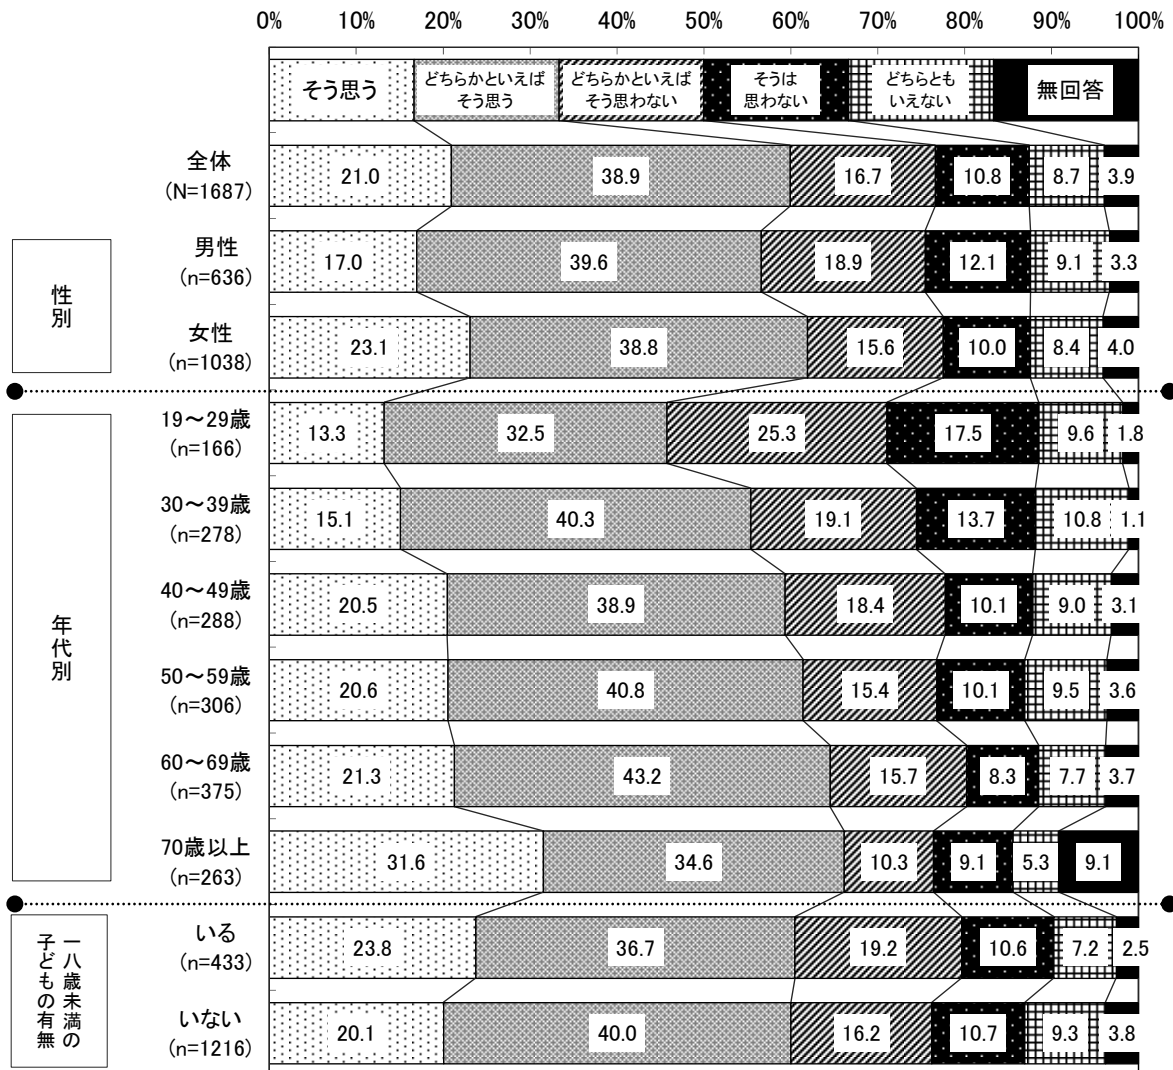 0% 10% 20% 30% 40% 50% 60% 70% 80% 90% 100%
そう思う
どちらかといえば
そう思う
どちらかといえば
そう思わない
そうは
思わない
どちらとも
いえない
無回答
全体
(N=1687)
21.0 38.9 16.7 10.8 8.7 3.9
性別
男性
(n=636)
17.0 39.6 18.9 12.1 9.1 3.3
女性
(n=1038)
23.1 38.8 15.6 10.0 8.4 4.0
年代別
19～29歳
(n=166)
13.3 32.5 25.3 17.5 9.6 1.8
30～39歳
(n=278)
15.1 40.3 19.1 13.7 10.8 1.1
40～49歳
(n=288)
20.5 38.9 18.4 10.1 9.0 3.1
50～59歳
(n=306)
20.6 40.8 15.4 10.1 9.5 3.6
60～69歳
(n=375)
21.3 43.2 15.7 8.3 7.7 3.7
70歳以上
(n=263)
31.6 34.6 10.3 9.1 5.3 9.1
一八歳未満の
子どもの有無
いる
(n=433)
23.8 36.7 19.2 10.6 7.2 2.5
いない
(n=1216)
20.1 40.0 16.2 10.7 9.3 3.8